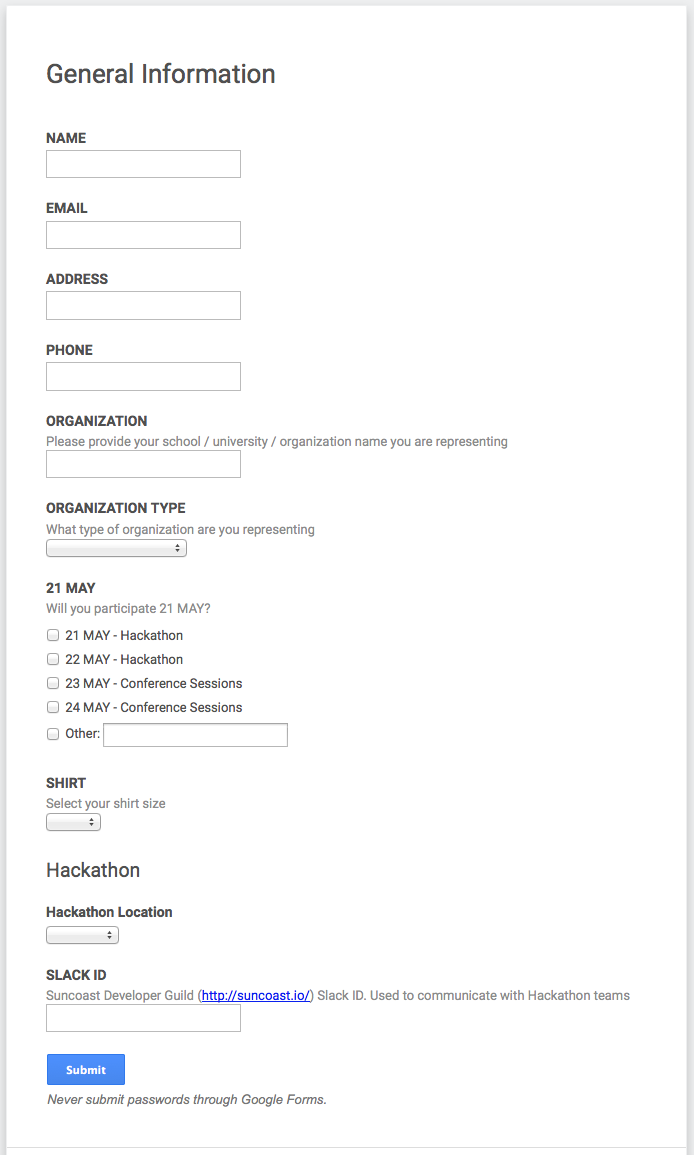 General Information
NAME
EMAIL
ADDRESS
PHONE
ORGANIZATION
Please provide your school / university / organization name you are representing
ORGANIZATION TYPE
What type of organization are you representing
21 MAY
Will you participate 21 MAY?
21 MAY - Hackathon
22 MAY - Hackathon
23 MAY - Conference Sessions
24 MAY - Conference Sessions
Other:
SHIRT
Select your shirt size
Hackathon
Hackathon Location
SLACK ID
Suncoast Developer Guild (http://suncoast.io/) Slack ID. Used to communicate with Hackathon teams
Submit
Never submit passwords through Google Forms.